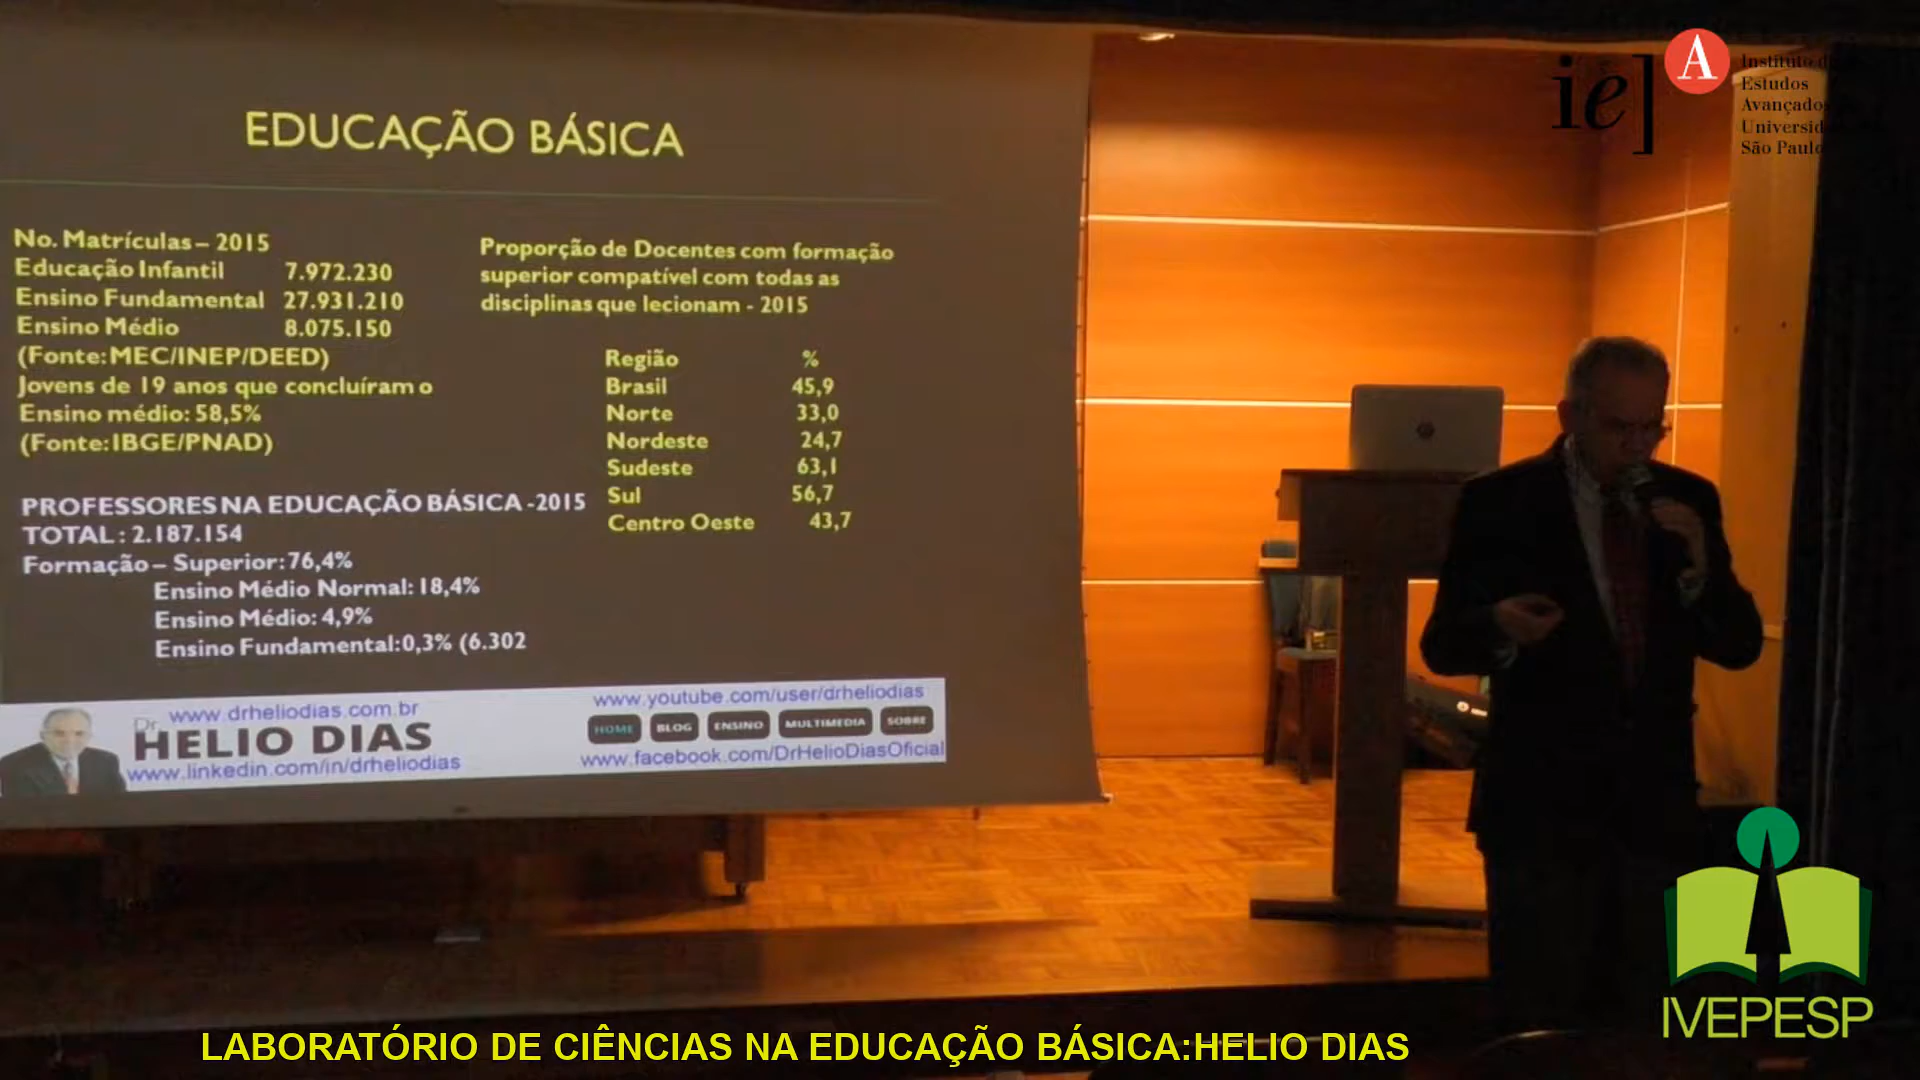 EDUCAÇÃO BÁSICA
No. Matrículas – 2015
Educação Infantil 7.972.230
Ensino Fundamental 27.931.210
Ensino Médio 8.075.150
(Fonte: MEC/INEP/DEED)
Jovens de 19 anos que concluíram o
Ensino médio: 58,5%
(Fonte: IBGE/PNAD)
PROFESSORES NA EDUCAÇÃO BÁSICA -2015
TOTAL : 2.187.154
Formação – Superior: 76,4%
Ensino Médio Normal: 18,4%
Ensino Médio: 4,9%
Ensino Fundamental: 0,3% (6.302
Proporção de Docentes com formação
superior compatível com todas as
disciplinas que lecionam - 2015
Região %
Brasil 45,9
Norte 33,0
Nordeste 24,7
Sudeste 63,1
Sul 56,7
Centro Oeste 43,7
www.drheliodias.com.br
Dr.
HELIO DIAS
www.linkedin.com/in/drheliodias
www.youtube.com/user/drheliodias
HOME BLOG ENSINO MULTIMEDIA SOBRE
www.facebook.com/DrHelioDiasOficial
ie] A
Instituto d
Estudos
Avançados
Universid
São Paulo
IVEPESP
LABORATÓRIO DE CIÊNCIAS NA EDUCAÇÃO BÁSICA:HELIO DIAS